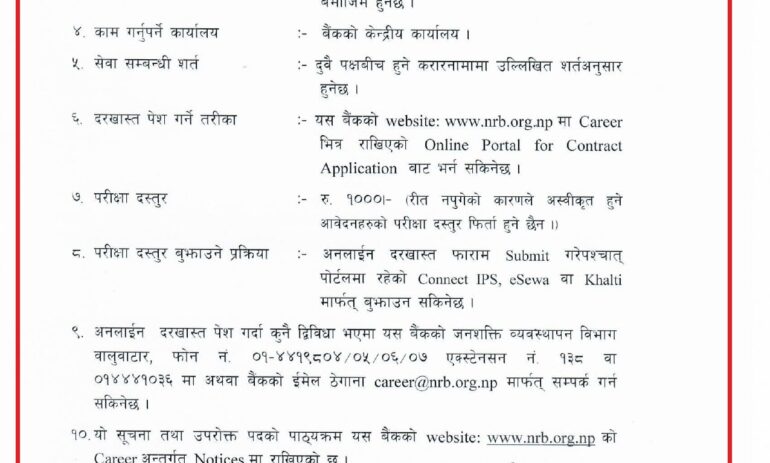 बमोजिम हुनेछ ।
४. काम गर्नुपर्ने कार्यालय :- बैंकको केन्द्रीय कार्यालय ।
५. सेवा सम्बन्धी शर्त :- दुवै पक्षबीच हुने करारनामामा उल्लिखित शर्तअनुसार
हुनेछ ।
६. दरखास्त पेश गर्ने तरीका :- यस बैंकको website: www.nrb.org.np मा Career
भित्र राखिएको Online Portal for Contract
Application बाट भर्न सकिनेछ ।
७. परीक्षा दस्तुर :- रु. १०००।- (रीत नपुगेको कारणले अस्वीकृत हुने
आवेदनहरुको परीक्षा दस्तुर फिर्ता हुने छैन ।)
८. परीक्षा दस्तुर बुझाउने प्रक्रिया :- अनलाईन दरखास्त फाराम Submit गरेपश्चात्
पोर्टलमा रहेको Connect IPS, eSewa वा Khalti
मार्फत् बुझाउन सकिनेछ ।
९. अनलाईन दरखास्त पेश गर्दा कुनै द्विविधा भएमा यस बैंकको जनशक्ति व्यवस्थापन विभाग
वालुवाटार, फोन नं. ०१-४४१९८०४/०५/०६/०७ एक्स्टेनसन नं. १३८ वा
०१४४४१०३६ मा अथवा बैंकको ईमेल ठेगाना career@nrb.org.np मार्फत् सम्पर्क गर्न
सकिनेछ ।
१०. यो सूचना तथा उपरोक्त पदको पाठ्यक्रम यस बैंकको website: www.nrb.org.np को
Career अन्तर्गत Notices मा राखिएको छ ।